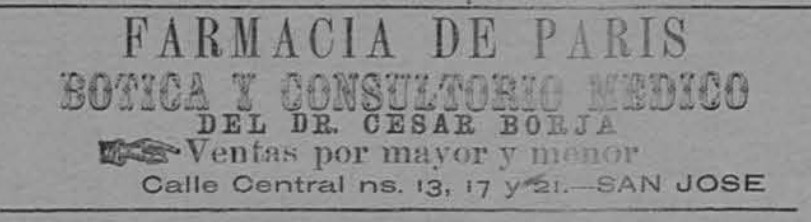 FARMACIA DE PARIS
BOTICA Y CONSULTORIO MEDICO
DEL DR. CESAR BORJA
Ventas por mayor y menor
Calle Central ns. 13, 17 y 21.—SAN JOSE